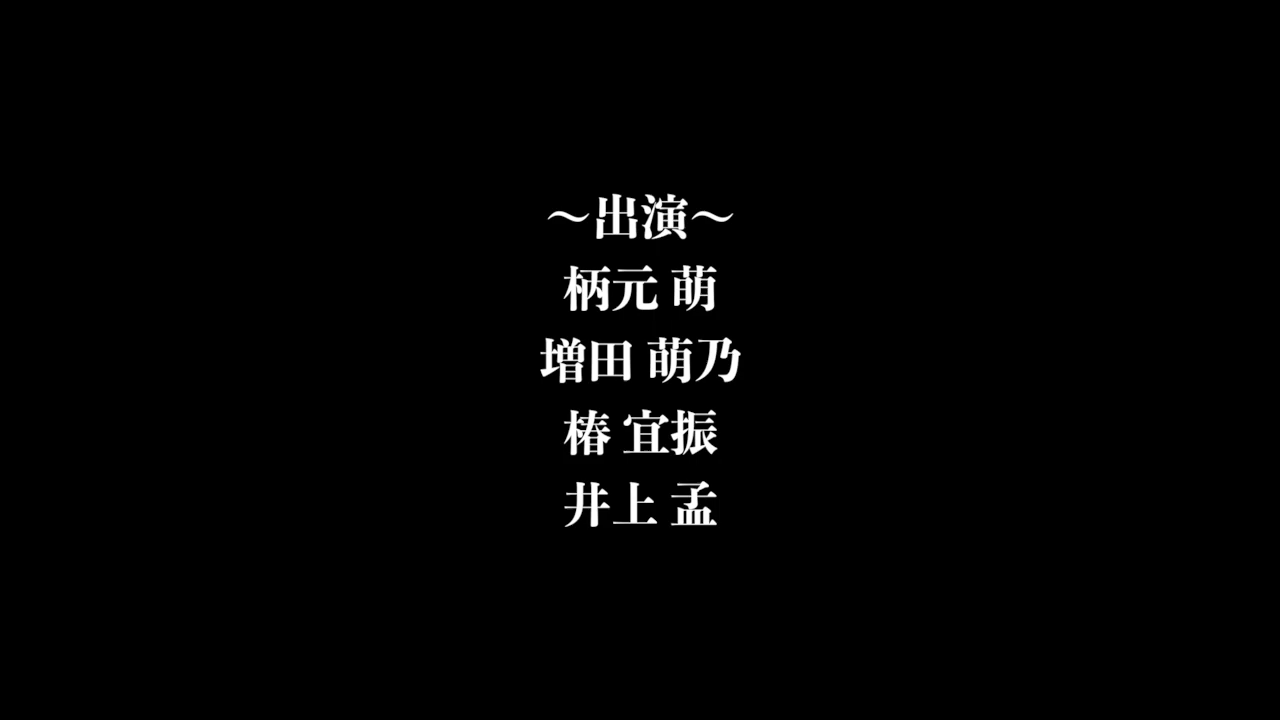 ～出演～
柄元 萌
増田 萌乃
椿 宜振
井上 孟